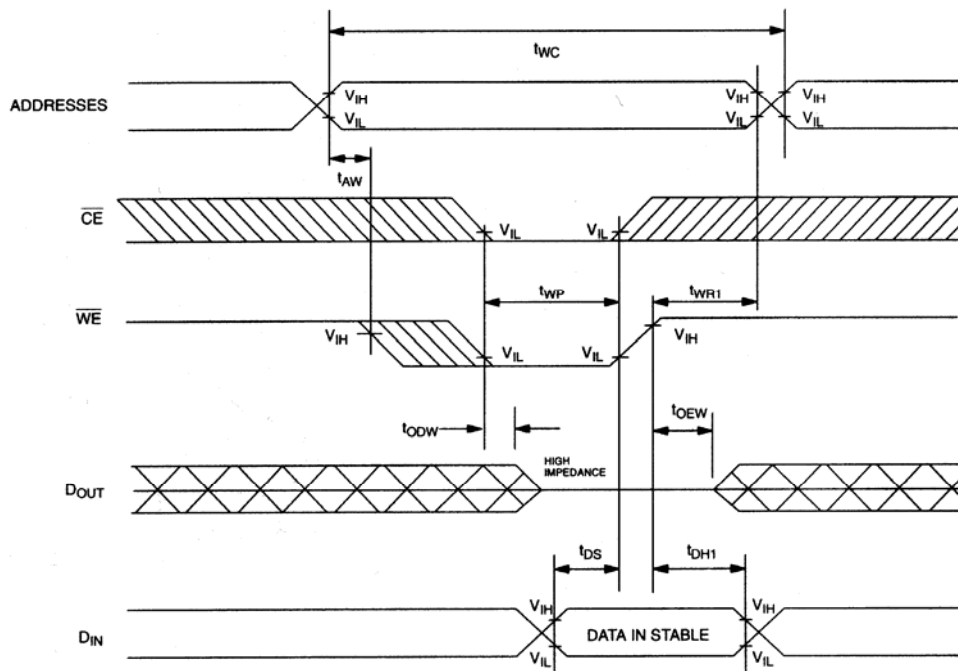 tWC
ADDRESSES
VIH
VIL
VIH
VIL
VIH
VIL
tAW
CE
VIL
VIL
tWP
tWR1
WE
VIH
VIL
VIL
VIH
tODW
tOEW
HIGH
IMPEDANCE
DOUT
tDS
tDH1
DIN
VIH
VIL
DATA IN STABLE
VIH
VIL